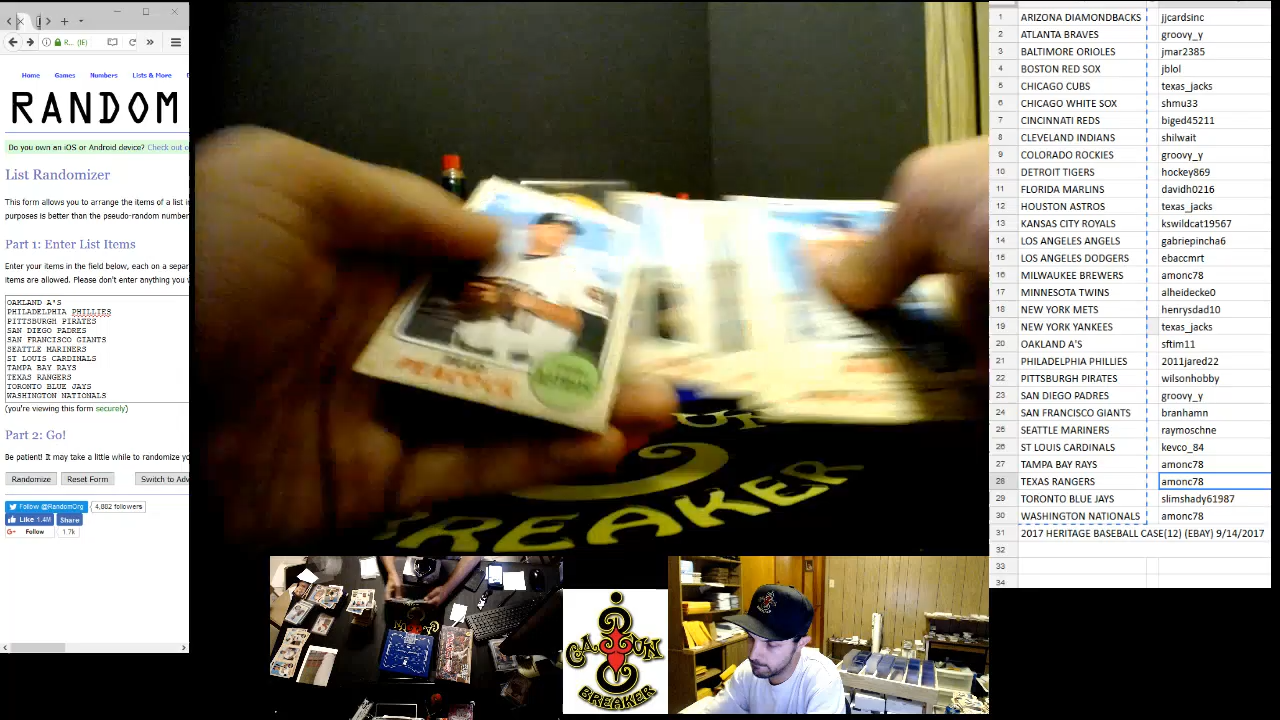 R... (IE)
Home Games Numbers Lists & More
RANDOM
Do you own an iOS or Android device? Check out o
List Randomizer
This form allows you to arrange the items of a list
purposes is better than the pseudo-random number
Part 1: Enter List Items
Enter your items in the field below, each on a separ
items are allowed. Please don't enter anything you w
OAKLAND A'S
PHILADELPHIA PHILLIES
PITTSBURGH PIRATES
SAN DIEGO PADRES
SAN FRANCISCO GIANTS
SEATTLE MARINERS
ST LOUIS CARDINALS
TAMPA BAY RAYS
TEXAS RANGERS
TORONTO BLUE JAYS
WASHINGTON NATIONALS
(you're viewing this form securely)
Part 2: Go!
Be patient! It may take a little while to randomize yo
Randomize Reset Form Switch to Adv
Follow @RandomOrg 4,882 followers
Like 1.4M Share
G+ Follow 1.7k
BREAKER
CAJUN
BREAKER
1 ARIZONA DIAMONDBACKS jjcardsinc
2 ATLANTA BRAVES groovy_y
3 BALTIMORE ORIOLES jmar2385
4 BOSTON RED SOX jblol
5 CHICAGO CUBS texas_jacks
6 CHICAGO WHITE SOX shmu33
7 CINCINNATI REDS biged45211
8 CLEVELAND INDIANS shilwait
9 COLORADO ROCKIES groovy_y
10 DETROIT TIGERS hockey869
11 FLORIDA MARLINS davidh0216
12 HOUSTON ASTROS texas_jacks
13 KANSAS CITY ROYALS kswildcat19567
14 LOS ANGELES ANGELS gabriepincha6
15 LOS ANGELES DODGERS ebaccmrt
16 MILWAUKEE BREWERS amonc78
17 MINNESOTA TWINS alheidecke0
18 NEW YORK METS henrysdad10
19 NEW YORK YANKEES texas_jacks
20 OAKLAND A'S sftim11
21 PHILADELPHIA PHILLIES 2011jared22
22 PITTSBURGH PIRATES wilsonhobby
23 SAN DIEGO PADRES groovy_y
24 SAN FRANCISCO GIANTS branhamn
25 SEATTLE MARINERS raymoschne
26 ST LOUIS CARDINALS kevco_84
27 TAMPA BAY RAYS amonc78
28 TEXAS RANGERS amonc78
29 TORONTO BLUE JAYS slimshady61987
30 WASHINGTON NATIONALS amonc78
31 2017 HERITAGE BASEBALL CASE(12) (EBAY) 9/14/2017
32
33
34